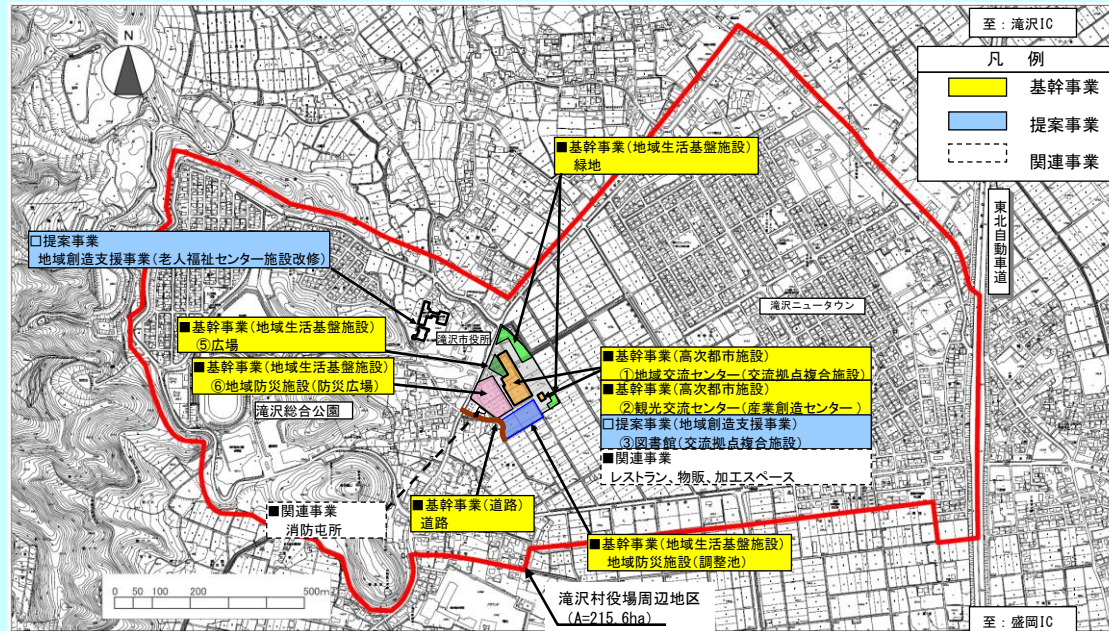 至：滝沢IC
凡　例
基幹事業
提案事業
関連事業
N
■基幹事業(地域生活基盤施設)
緑地
東北自動車道
□提案事業
地域創造支援事業(老人福祉センター施設改修)
滝沢ニュータウン
滝沢市役所
■基幹事業(地域生活基盤施設)
⑤広場
■基幹事業(地域生活基盤施設)
⑥地域防災施設(防災広場)
滝沢総合公園
■基幹事業(高次都市施設)
①地域交流センター(交流拠点複合施設)
■基幹事業(高次都市施設)
②観光交流センター(産業創造センター)
□提案事業(地域創造支援事業)
③図書館(交流拠点複合施設)
■関連事業
レストラン、物販、加工スペース
■関連事業
消防屯所
■基幹事業(道路)
道路
■基幹事業(地域生活基盤施設)
地域防災施設(調整池)
0 50 100 200 500m
滝沢村役場周辺地区
(A=215.6ha)
至：盛岡IC